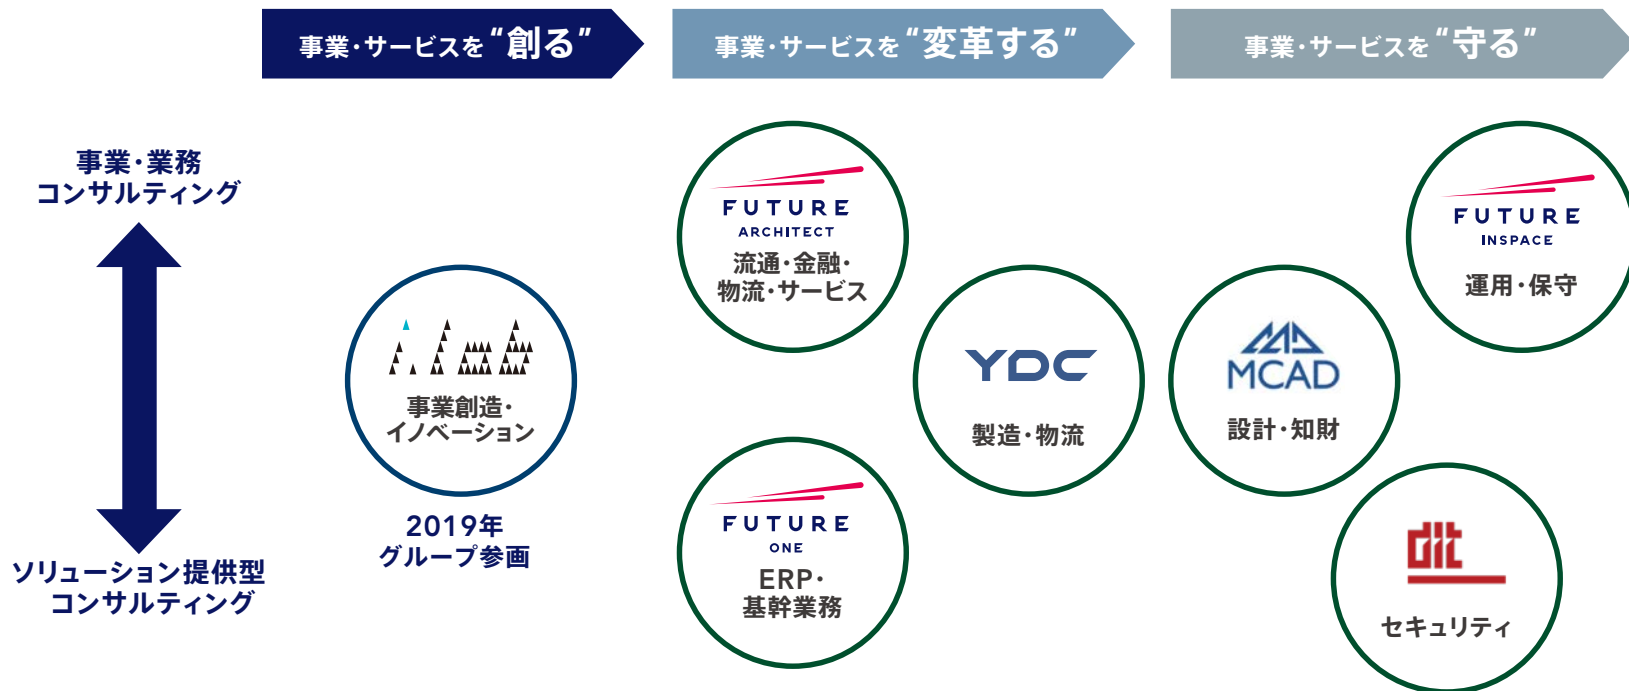 事業・サービスを“創る”
事業・サービスを“変革する”
事業・サービスを“守る”
事業・業務
コンサルティング
ソリューション提供型
コンサルティング
ilab
事業創造・
イノベーション
2019年
グループ参画
FUTURE
ARCHITECT
流通・金融・
物流・サービス
FUTURE
ONE
ERP・
基幹業務
YDC
製造・物流
MCAD
設計・知財
FUTURE
INSPACE
運用・保守
dit
セキュリティ